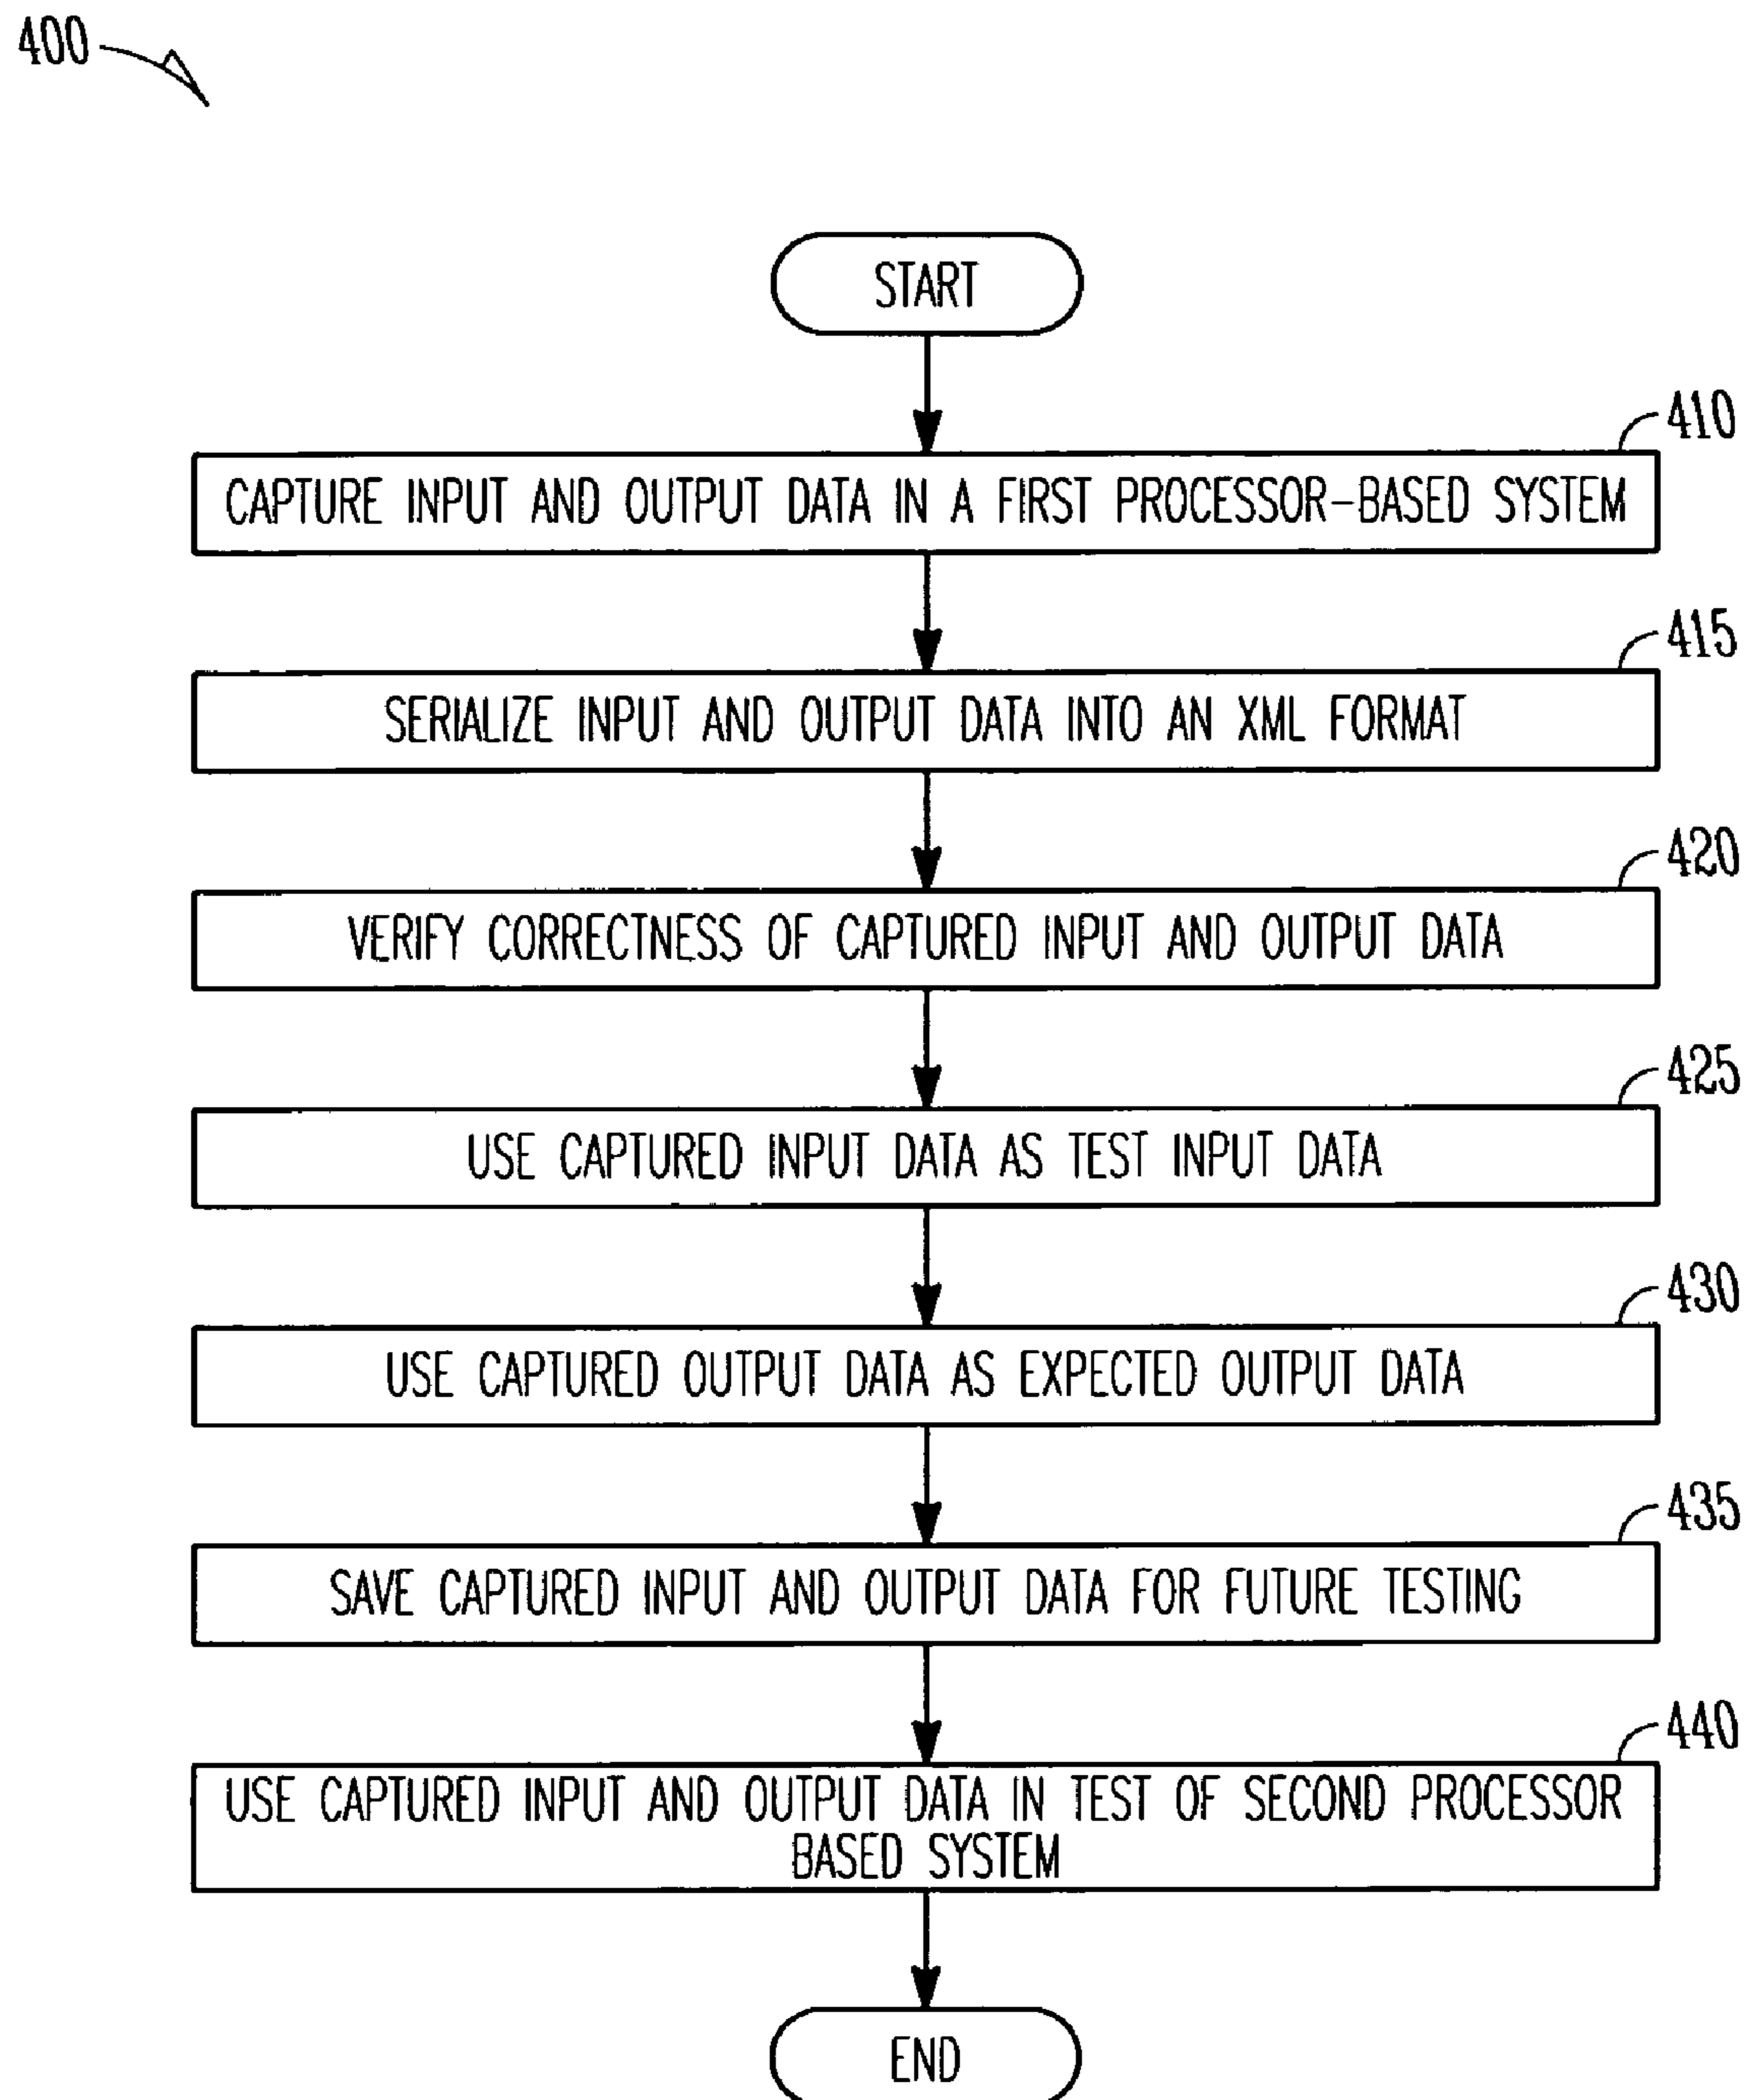 400
START
410
CAPTURE INPUT AND OUTPUT DATA IN A FIRST PROCESSOR-BASED SYSTEM
415
SERIALIZE INPUT AND OUTPUT DATA INTO AN XML FORMAT
420
VERIFY CORRECTNESS OF CAPTURED INPUT AND OUTPUT DATA
425
USE CAPTURED INPUT DATA AS TEST INPUT DATA
430
USE CAPTURED OUTPUT DATA AS EXPECTED OUTPUT DATA
435
SAVE CAPTURED INPUT AND OUTPUT DATA FOR FUTURE TESTING
440
USE CAPTURED INPUT AND OUTPUT DATA IN TEST OF SECOND PROCESSOR
BASED SYSTEM
END